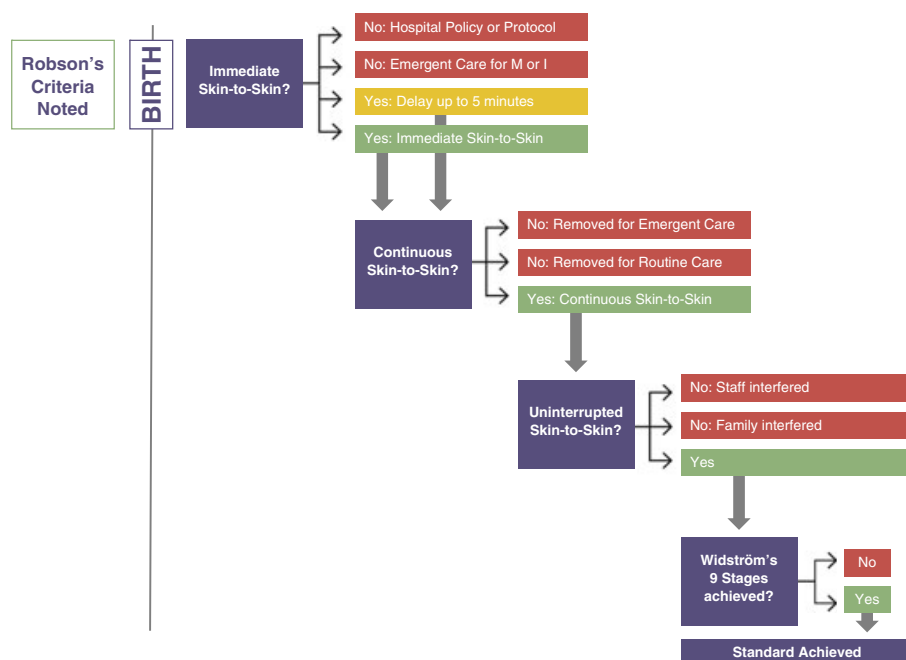 Robson's
Criteria
Noted
BIRTH
Immediate
Skin-to-Skin?
No: Hospital Policy or Protocol
No: Emergent Care for M or I
Yes: Delay up to 5 minutes
Yes: Immediate Skin-to-Skin
Continuous
Skin-to-Skin?
No: Removed for Emergent Care
No: Removed for Routine Care
Yes: Continuous Skin-to-Skin
Uninterrupted
Skin-to-Skin?
No: Staff interfered
No: Family interfered
Yes
Widström's
9 Stages
achieved?
No
Yes
Standard Achieved